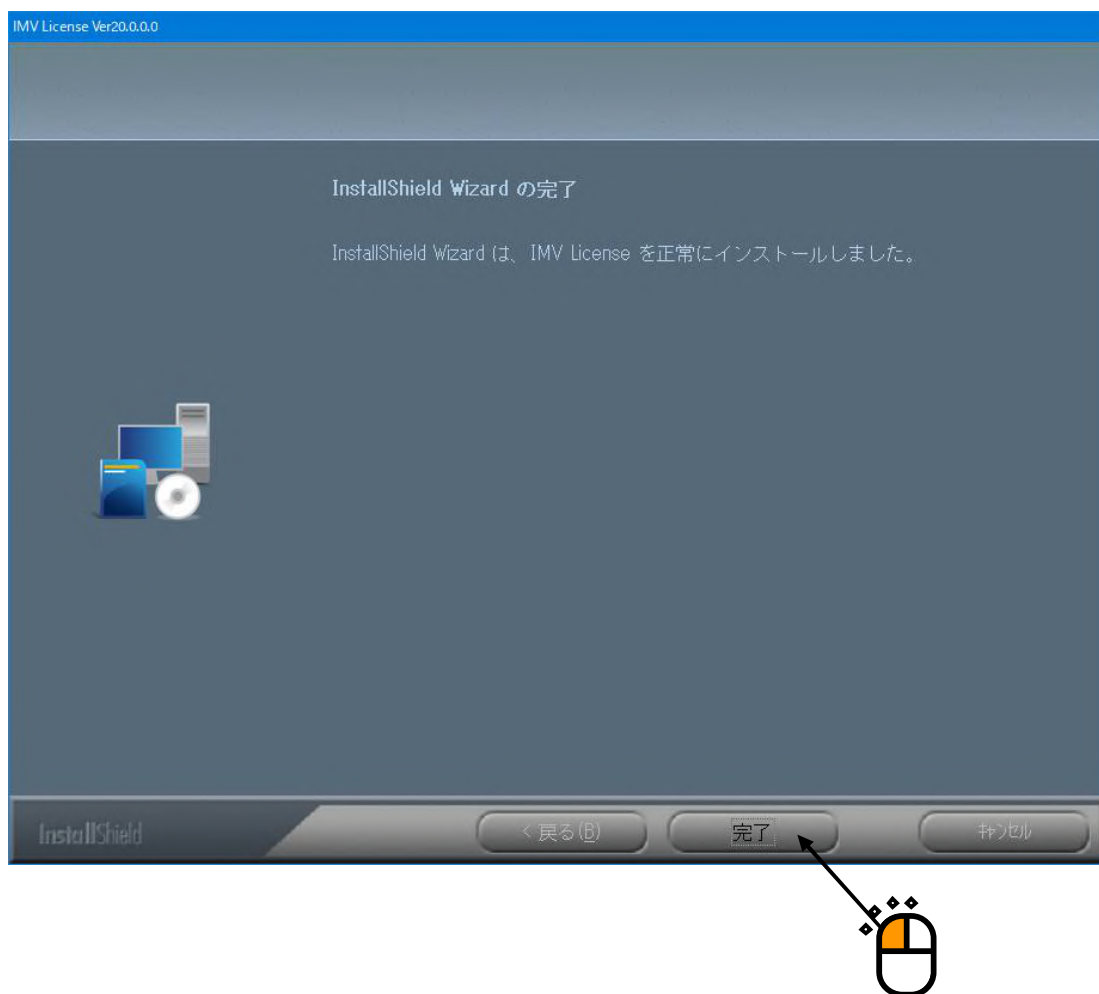 IMV License Ver20.0.0.0
InstallShield Wizard の完了
InstallShield Wizard は、IMV License を正常にインストールしました。
InstallShield
< 戻る(B)
完了
キャンセル